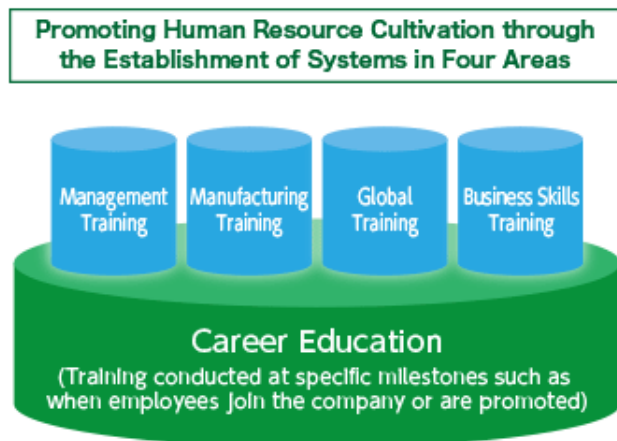 Promoting Human Resource Cultivation through
the Establishment of Systems in Four Areas
Management
Training
Manufacturing
Training
Global
Training
Business Skills
Training
Career Education
(Training conducted at specific milestones such as
when employees join the company or are promoted)